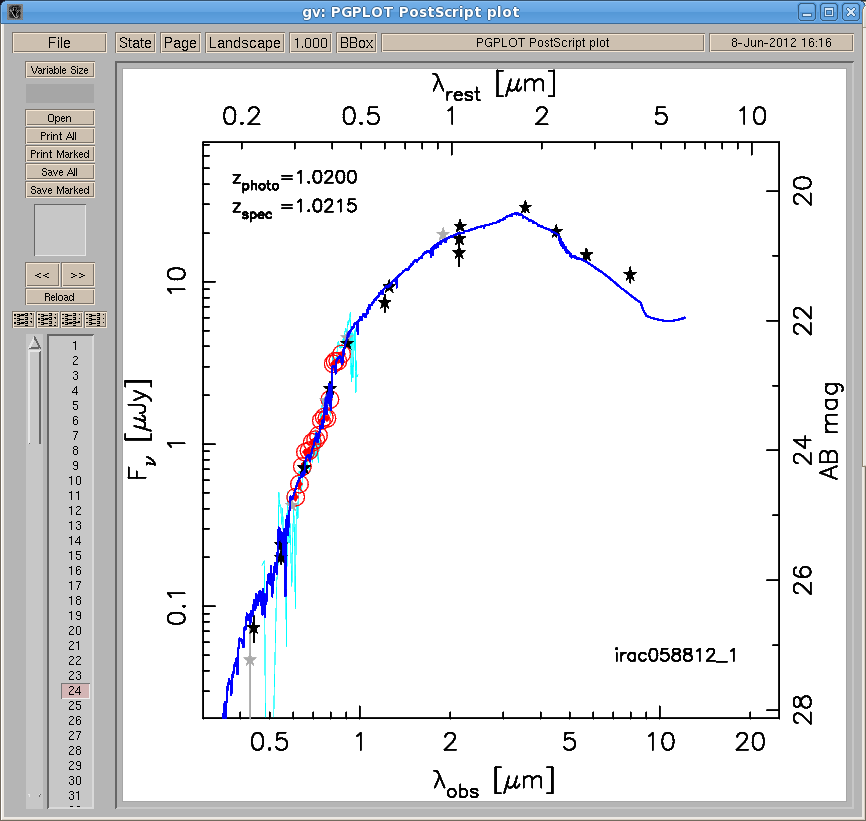 gv: PGPLOT PostScript plot
File State Page Landscape 1.000 BBox PGPLOT PostScript plot 8-Jun-2012 16:16
Variable Size
Open
Print All
Print Marked
Save All
Save Marked
<< >>
Reload
1
2
3
4
5
6
7
8
9
10
11
12
13
14
15
16
17
18
19
20
21
22
23
24
25
26
27
28
29
30
31
λrest [μm]
0.2 0.5 1 2 5 10
zphoto=1.0200
zspec =1.0215
Fν [μJy]
10
1
0.1
20
22
24
26
28
AB mag
irac058812_1
0.5 1 2 5 10 20
λobs [μm]